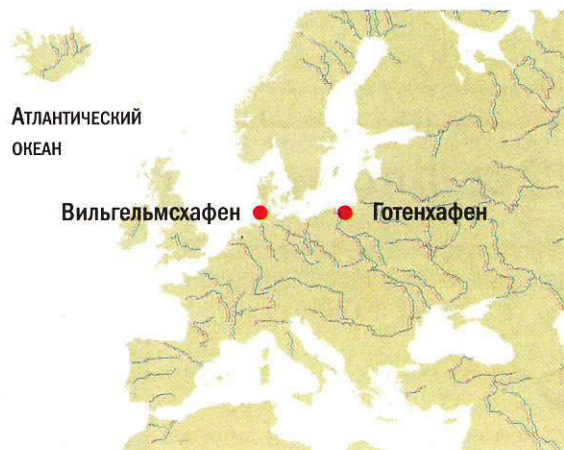 Атлантический
океан
Вильгельмсхафен
Готенхафен